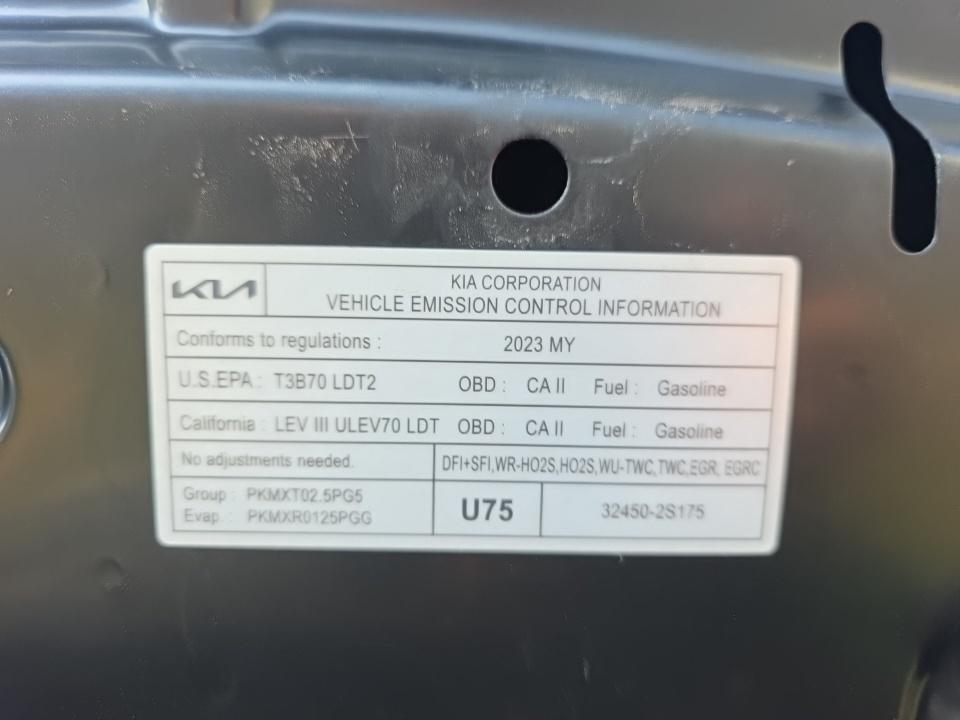 KIA
KIA CORPORATION
VEHICLE EMISSION CONTROL INFORMATION
Conforms to regulations : 2023 MY
U.S.EPA : T3B70 LDT2 OBD : CA II Fuel : Gasoline
California : LEV III ULEV70 LDT OBD : CA II Fuel : Gasoline
No adjustments needed. DFI+SFI,WR-HO2S,HO2S,WU-TWC,TWC,EGR, EGRC
Group : PKMXT02.5PG5
Evap. : PKMXR0125PGG
U75 32450-2S175